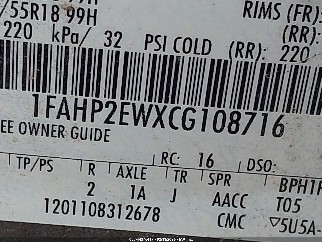 /55R18 99H RIMS (FR):
220 kPa/ 32 PSI COLD (RR): 220
1FAHP2EWXCG108716
EE OWNER GUIDE
RC: 16 DSO:
TP/PS R AXLE TR SPR BPH1F
2 1A J AACC T05
1201108312678 CMC ▽5U5A-